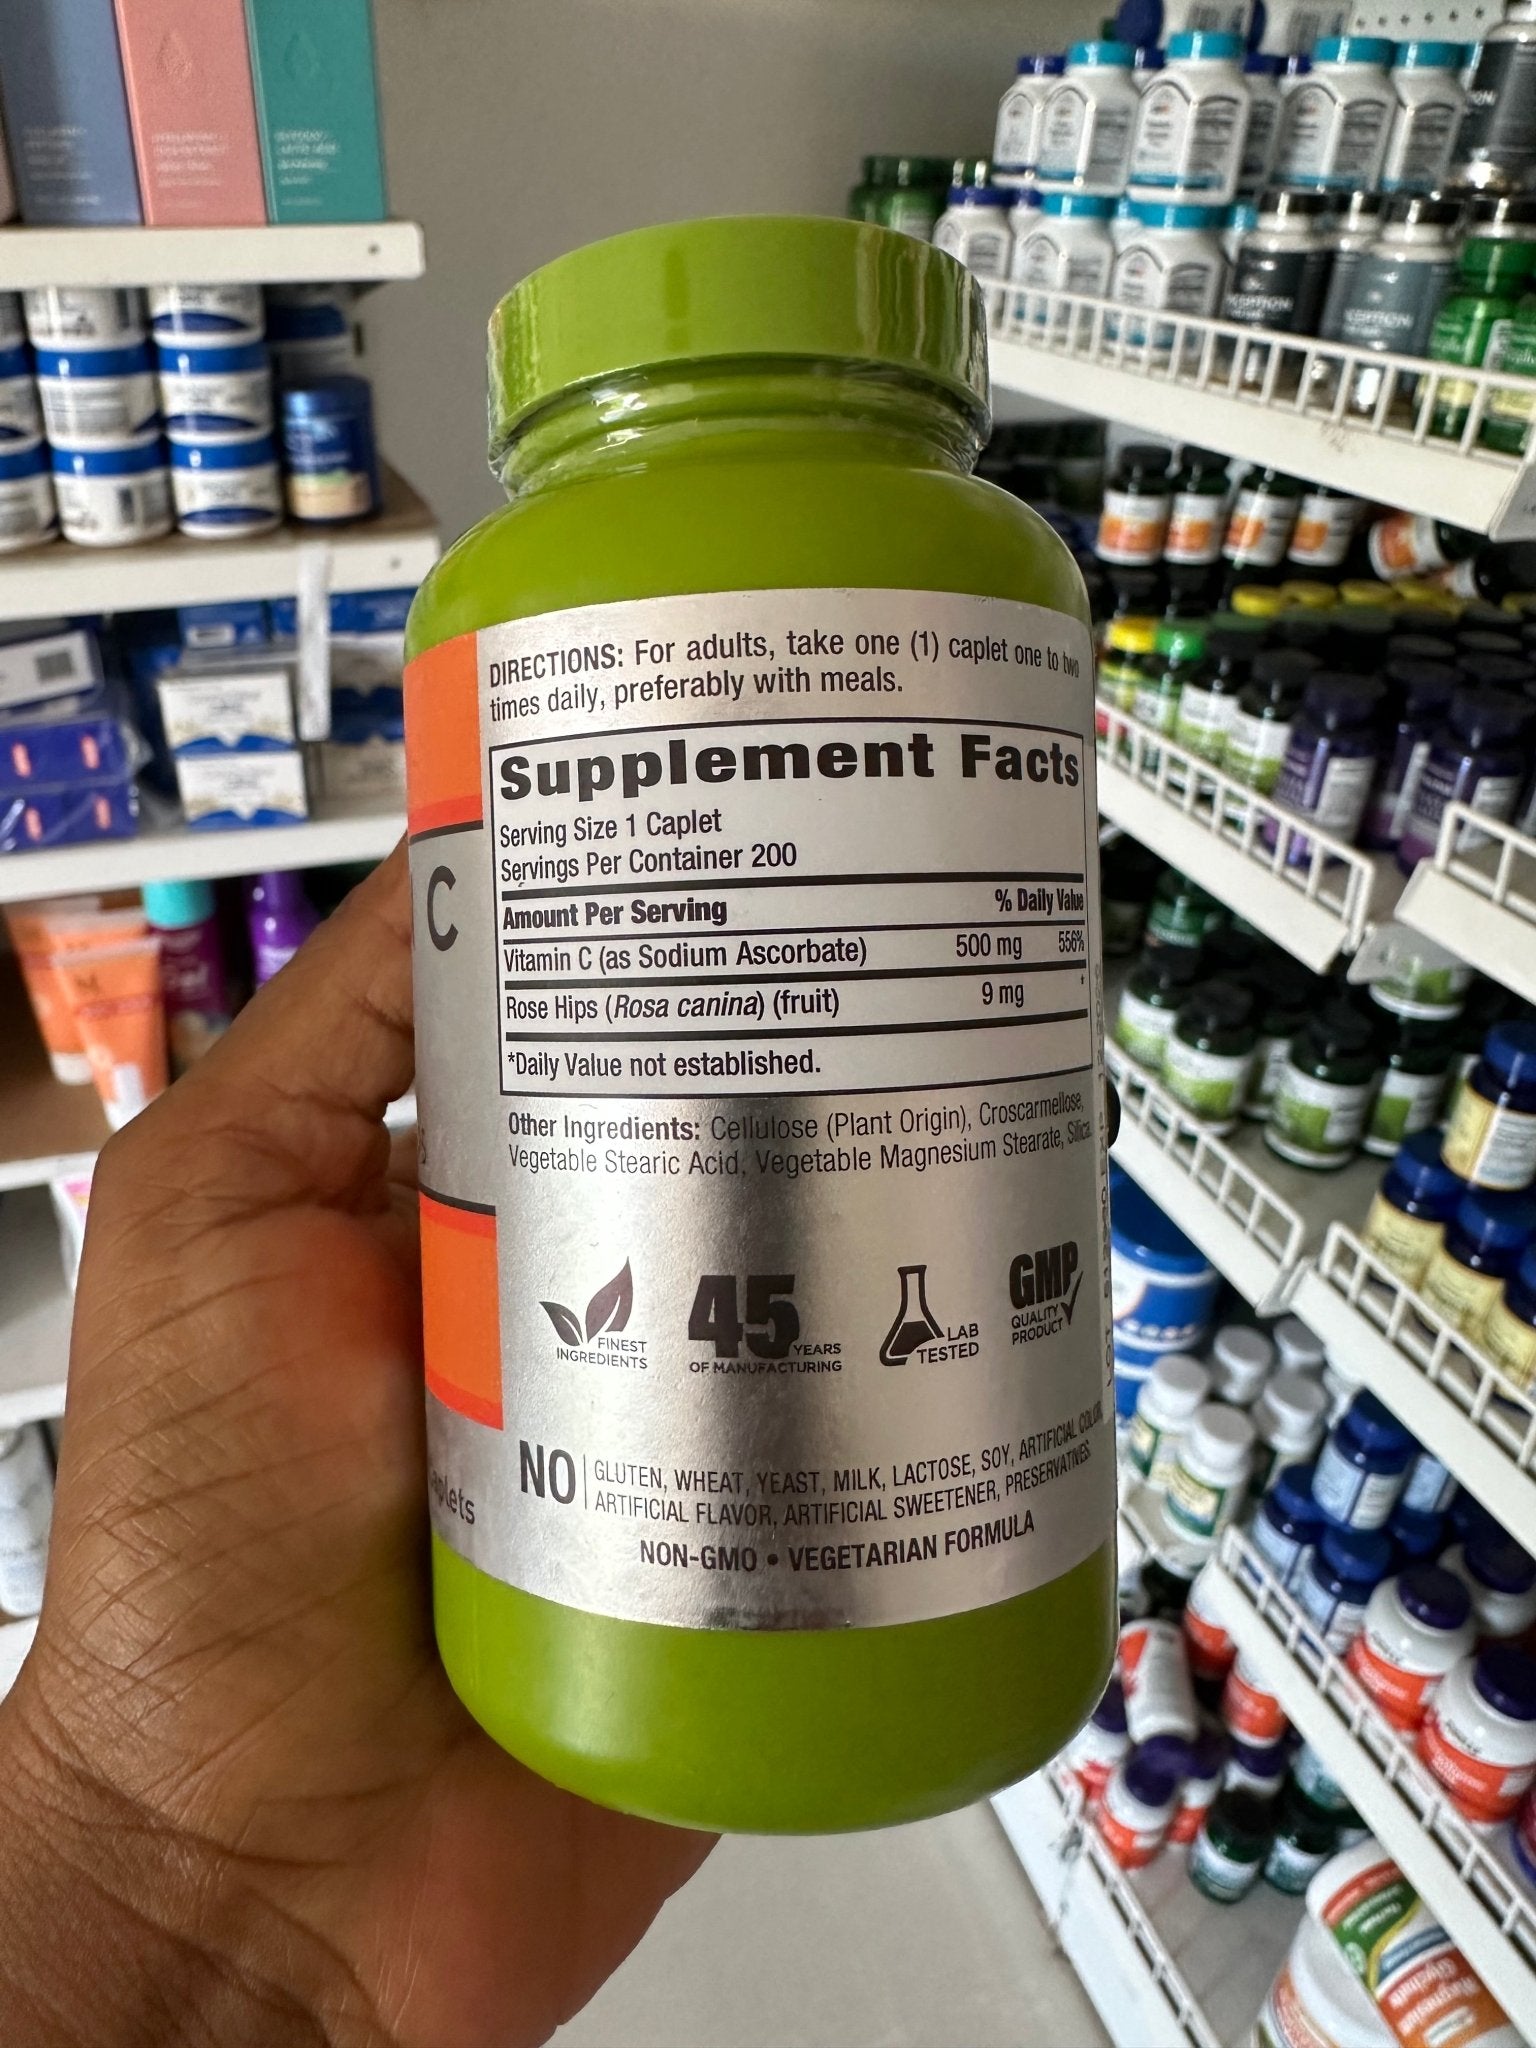 DIRECTIONS: For adults, take one (1) caplet one to two
times daily, preferably with meals.
Supplement Facts
Serving Size 1 Caplet
Servings Per Container 200
Amount Per Serving % Daily Value
Vitamin C (as Sodium Ascorbate) 500 mg 556%
Rose Hips (Rosa canina) (fruit) 9 mg *
*Daily Value not established.
Other Ingredients: Cellulose (Plant Origin), Croscarmellose,
Vegetable Stearic Acid, Vegetable Magnesium Stearate, Silica.
C
FINEST
INGREDIENTS
45 YEARS
OF MANUFACTURING
LAB
TESTED
GMP
QUALITY
PRODUCT
NO GLUTEN, WHEAT, YEAST, MILK, LACTOSE, SOY, ARTIFICIAL COLOR,
ARTIFICIAL FLAVOR, ARTIFICIAL SWEETENER, PRESERVATIVES.
NON-GMO • VEGETARIAN FORMULA